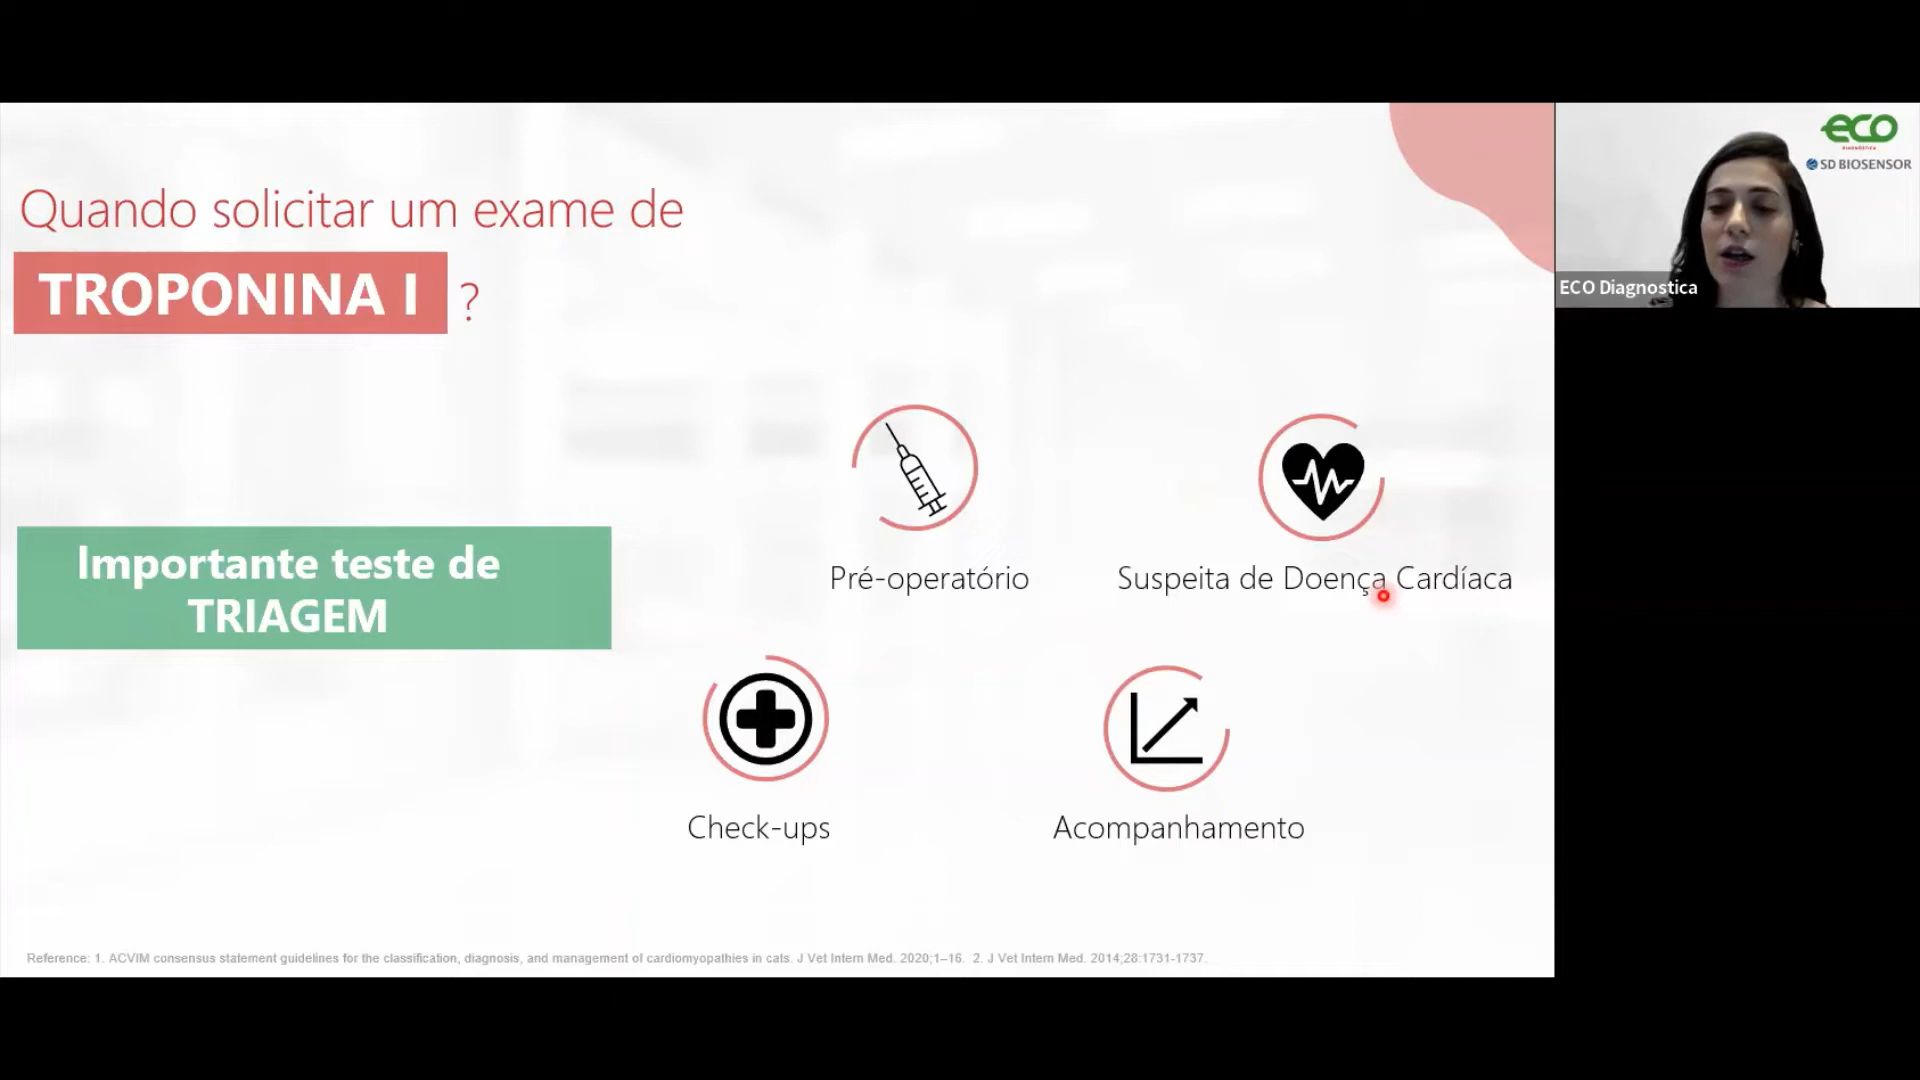 Quando solicitar um exame de
TROPONINA I ?
Importante teste de
TRIAGEM
Pré-operatório
Suspeita de Doença Cardíaca
Check-ups
Acompanhamento
Reference: 1. ACVIM consensus statement guidelines for the classification, diagnosis, and management of cardiomyopathies in cats. J Vet Intern Med. 2020;1–16. 2. J Vet Intern Med. 2014;28:1731-1737.
eco
DIAGNÓSTICA
SD BIOSENSOR
ECO Diagnostica